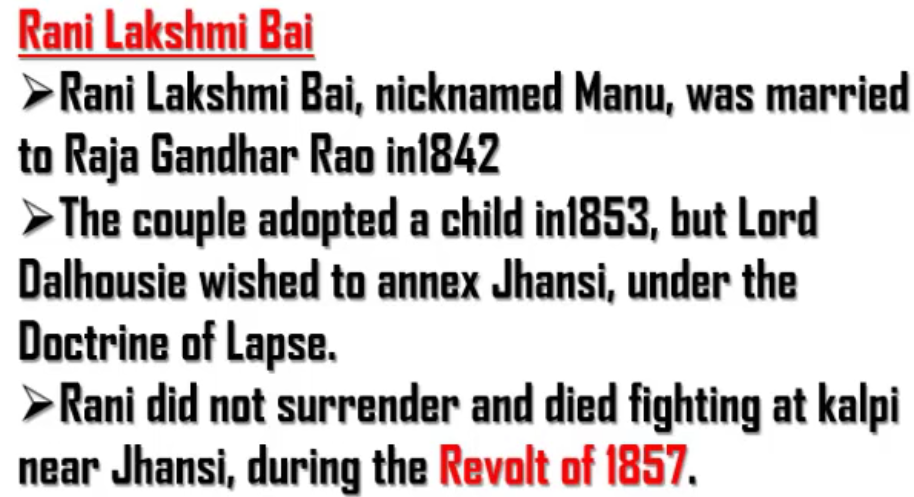 Rani Lakshmi Bai
➢Rani Lakshmi Bai, nicknamed Manu, was married
to Raja Gandhar Rao in1842
➢The couple adopted a child in1853, but Lord
Dalhousie wished to annex Jhansi, under the
Doctrine of Lapse.
➢Rani did not surrender and died fighting at kalpi
near Jhansi, during the Revolt of 1857.